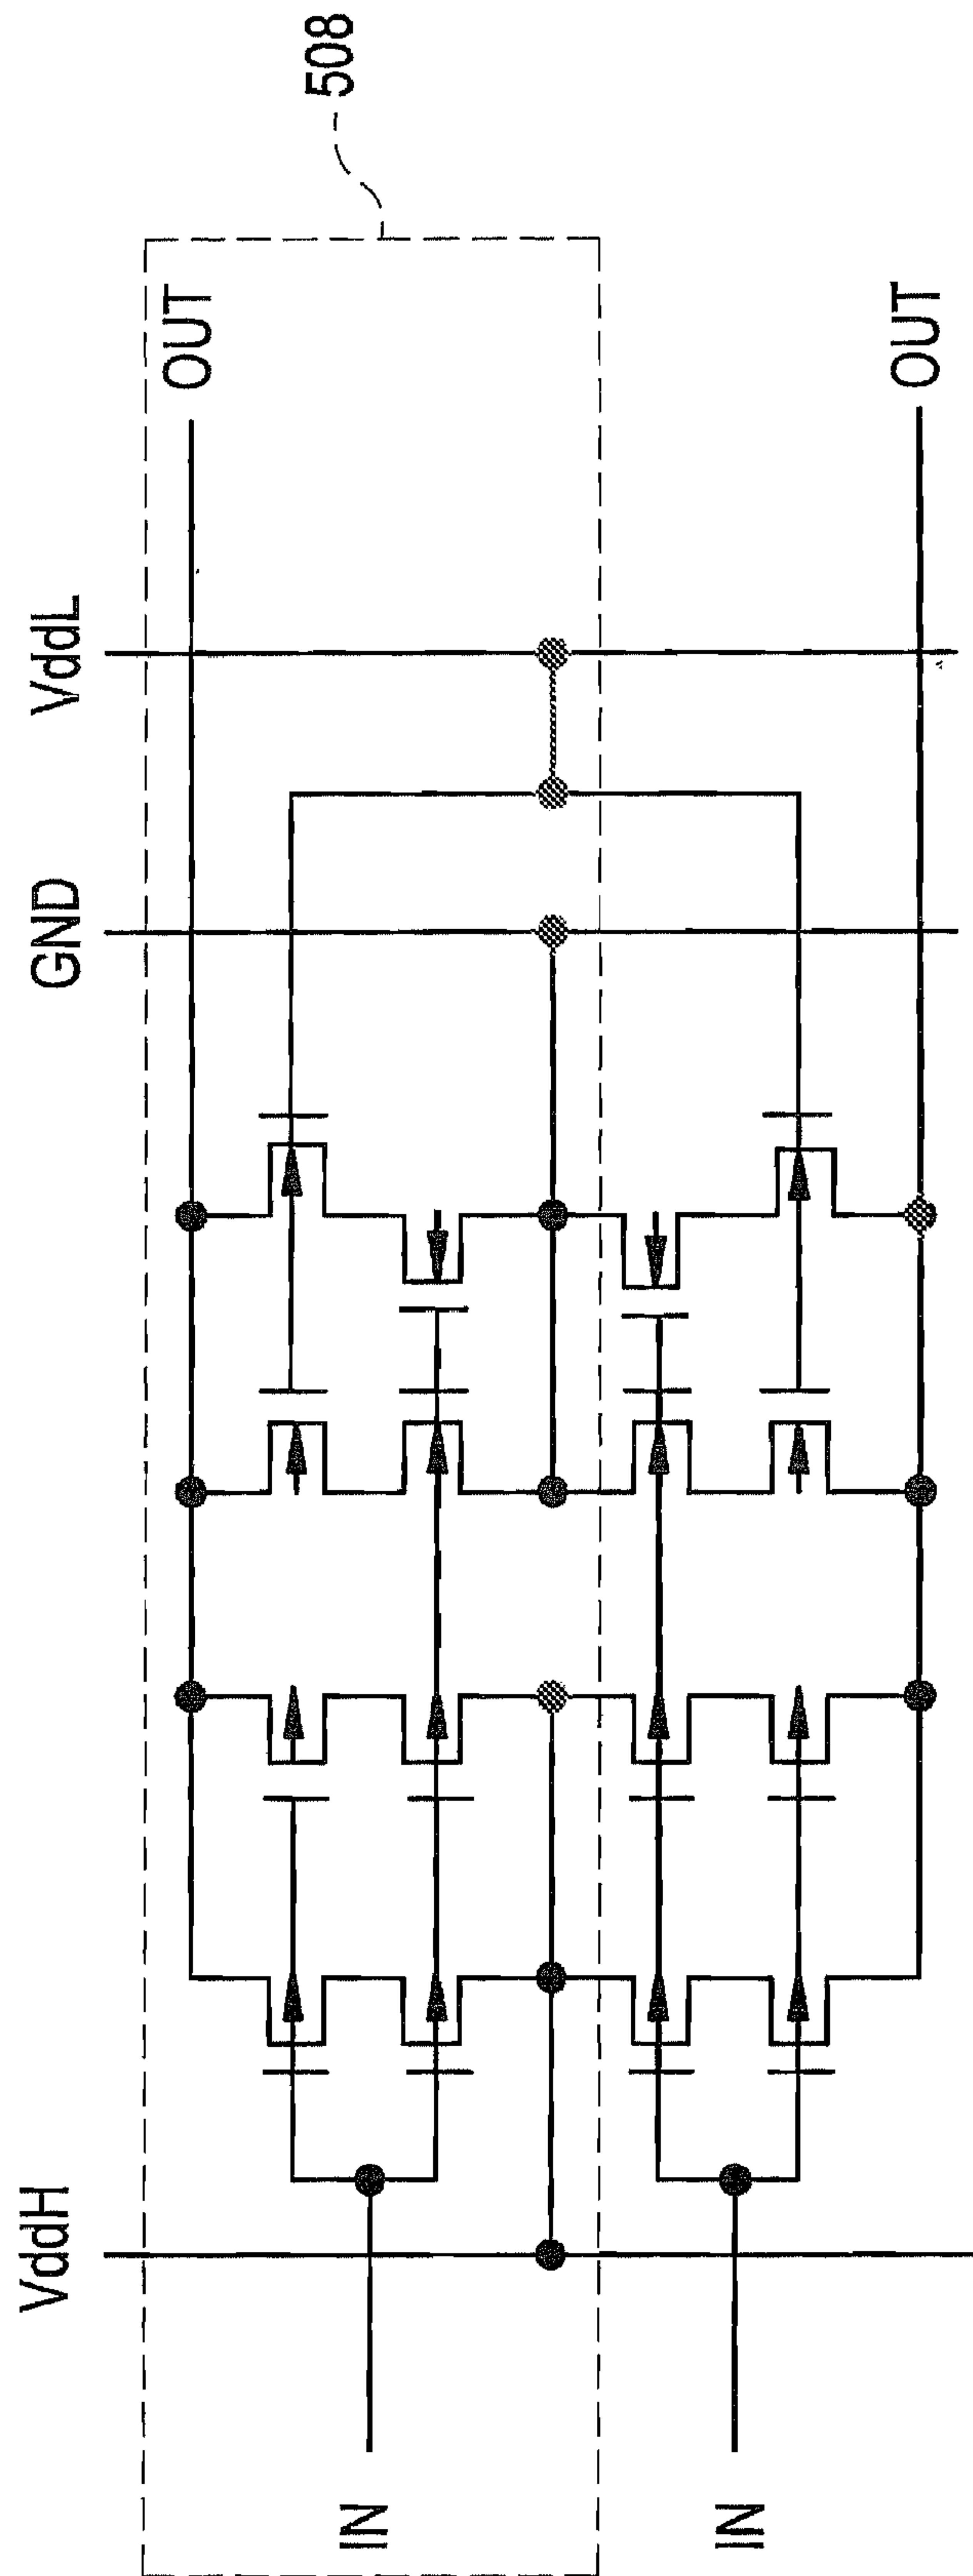 508
OUT
OUT
VddL
GND
VddH
IN
IN